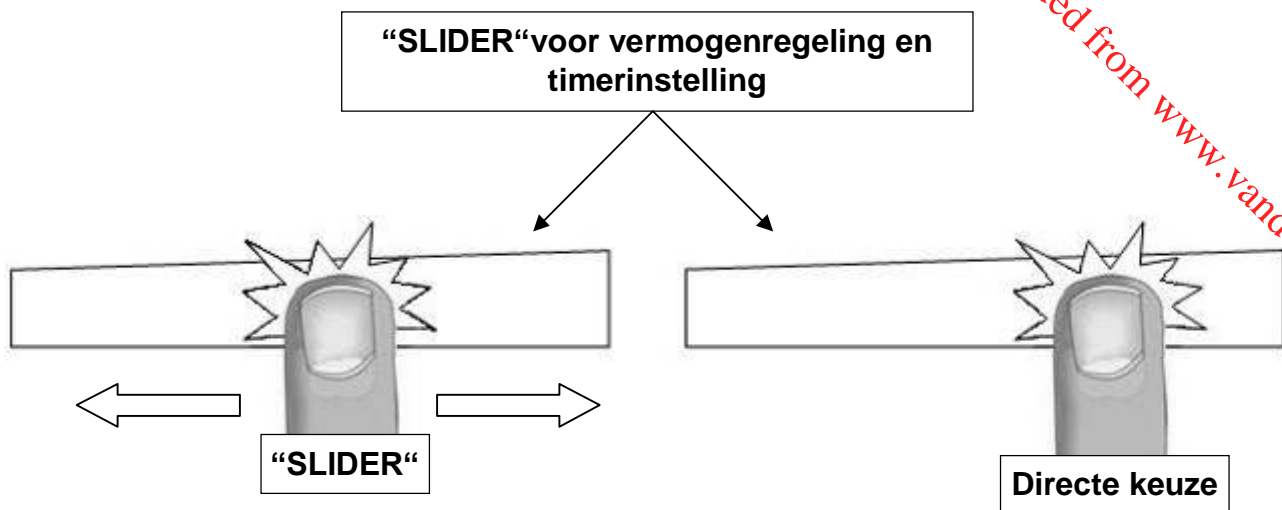 “SLIDER“voor vermogenregeling en
timerinstelling
ed from www.vand
“SLIDER“
Directe keuze